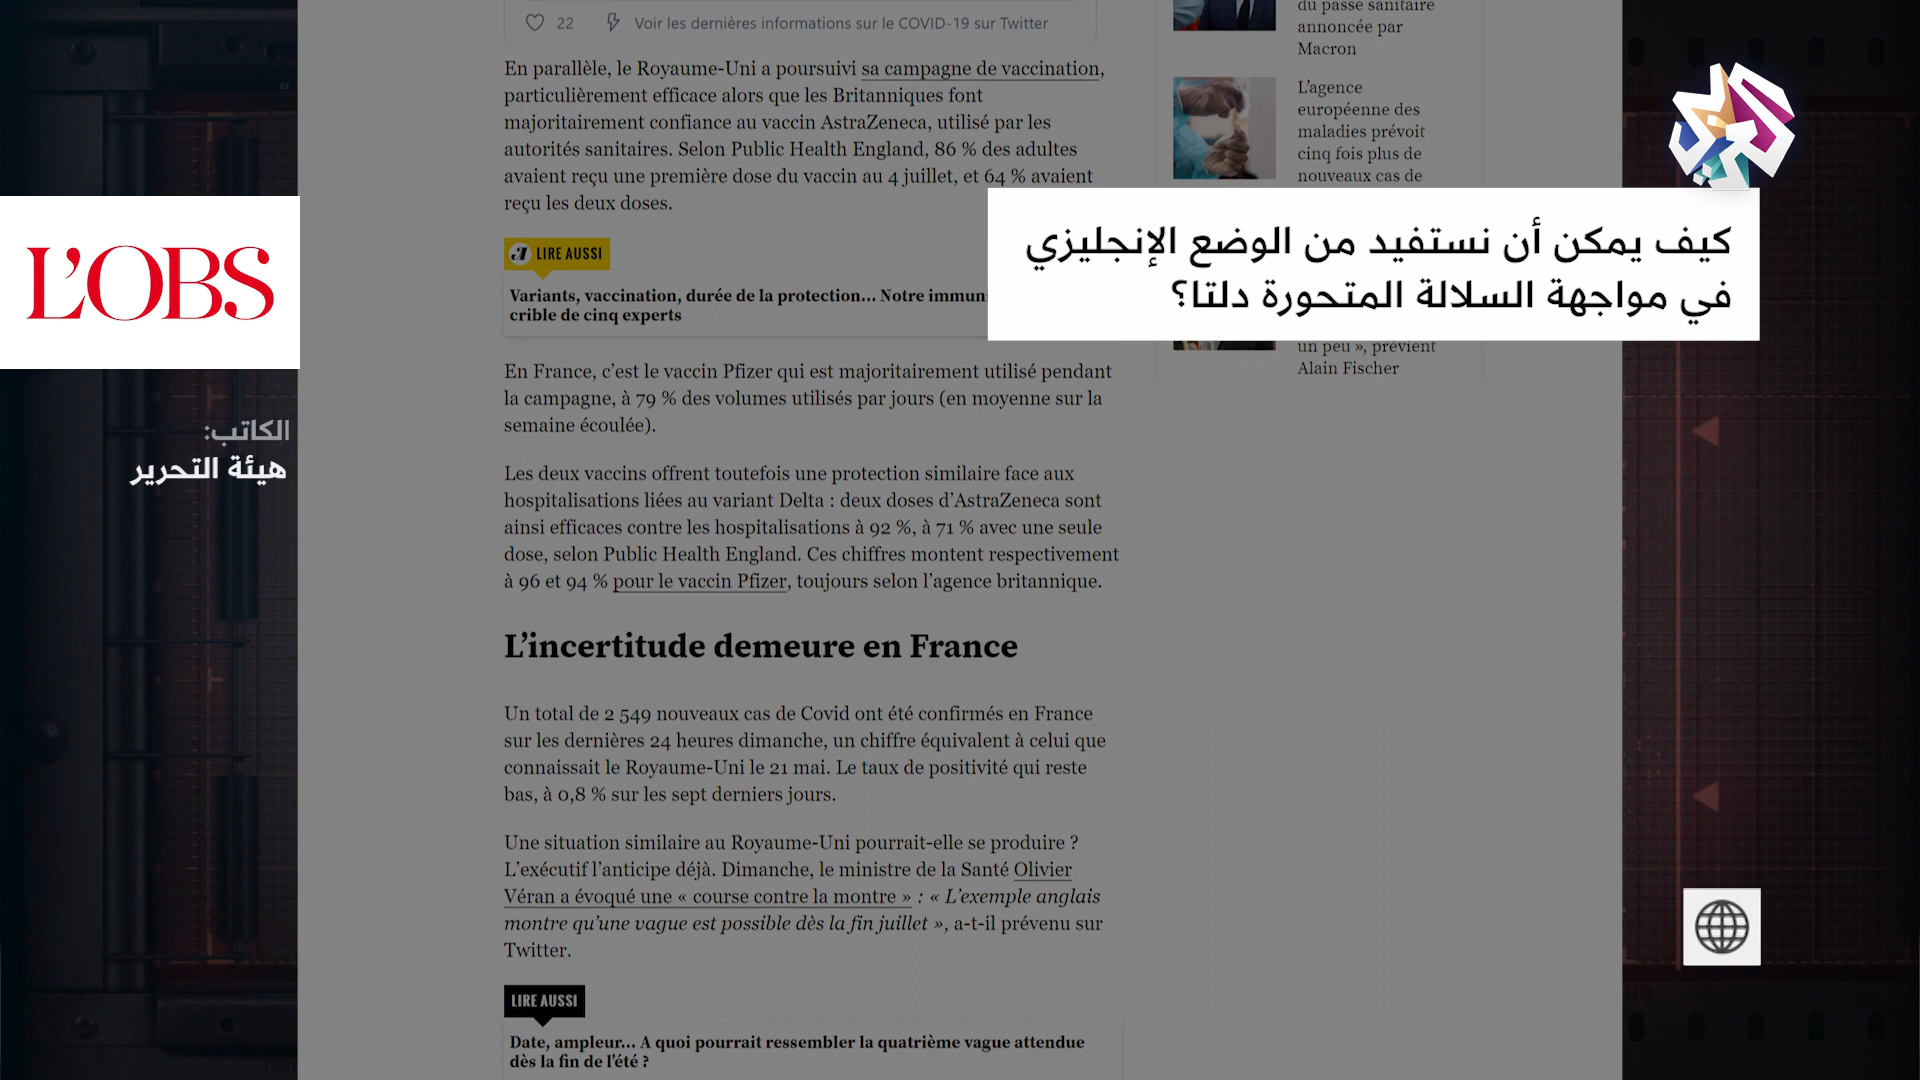 22 Voir les dernières informations sur le COVID-19 sur Twitter
En parallèle, le Royaume-Uni a poursuivi sa campagne de vaccination,
particulièrement efficace alors que les Britanniques font
majoritairement confiance au vaccin AstraZeneca, utilisé par les
autorités sanitaires. Selon Public Health England, 86 % des adultes
avaient reçu une première dose du vaccin au 4 juillet, et 64 % avaient
reçu les deux doses.
LIRE AUSSI
Variants, vaccination, durée de la protection… Notre immuni
crible de cinq experts
En France, c’est le vaccin Pfizer qui est majoritairement utilisé pendant
la campagne, à 79 % des volumes utilisés par jours (en moyenne sur la
semaine écoulée).
Les deux vaccins offrent toutefois une protection similaire face aux
hospitalisations liées au variant Delta : deux doses d’AstraZeneca sont
ainsi efficaces contre les hospitalisations à 92 %, à 71 % avec une seule
dose, selon Public Health England. Ces chiffres montent respectivement
à 96 et 94 % pour le vaccin Pfizer, toujours selon l’agence britannique.
L’incertitude demeure en France
Un total de 2 549 nouveaux cas de Covid ont été confirmés en France
sur les dernières 24 heures dimanche, un chiffre équivalent à celui que
connaissait le Royaume-Uni le 21 mai. Le taux de positivité qui reste
bas, à 0,8 % sur les sept derniers jours.
Une situation similaire au Royaume-Uni pourrait-elle se produire ?
L’exécutif l’anticipe déjà. Dimanche, le ministre de la Santé Olivier
Véran a évoqué une « course contre la montre » : « L’exemple anglais
montre qu’une vague est possible dès la fin juillet », a-t-il prévenu sur
Twitter.
LIRE AUSSI
Date, ampleur… A quoi pourrait ressembler la quatrième vague attendue
dès la fin de l’été ?
du passe sanitaire
annoncée par
Macron
L’agence
européenne des
maladies prévoit
cinq fois plus de
nouveaux cas de
un peu », prévient
Alain Fischer
كيف يمكن أن نستفيد من الوضع الإنجليزي
في مواجهة السلالة المتحورة دلتا؟
L’OBS
الكاتب:
هيئة التحرير